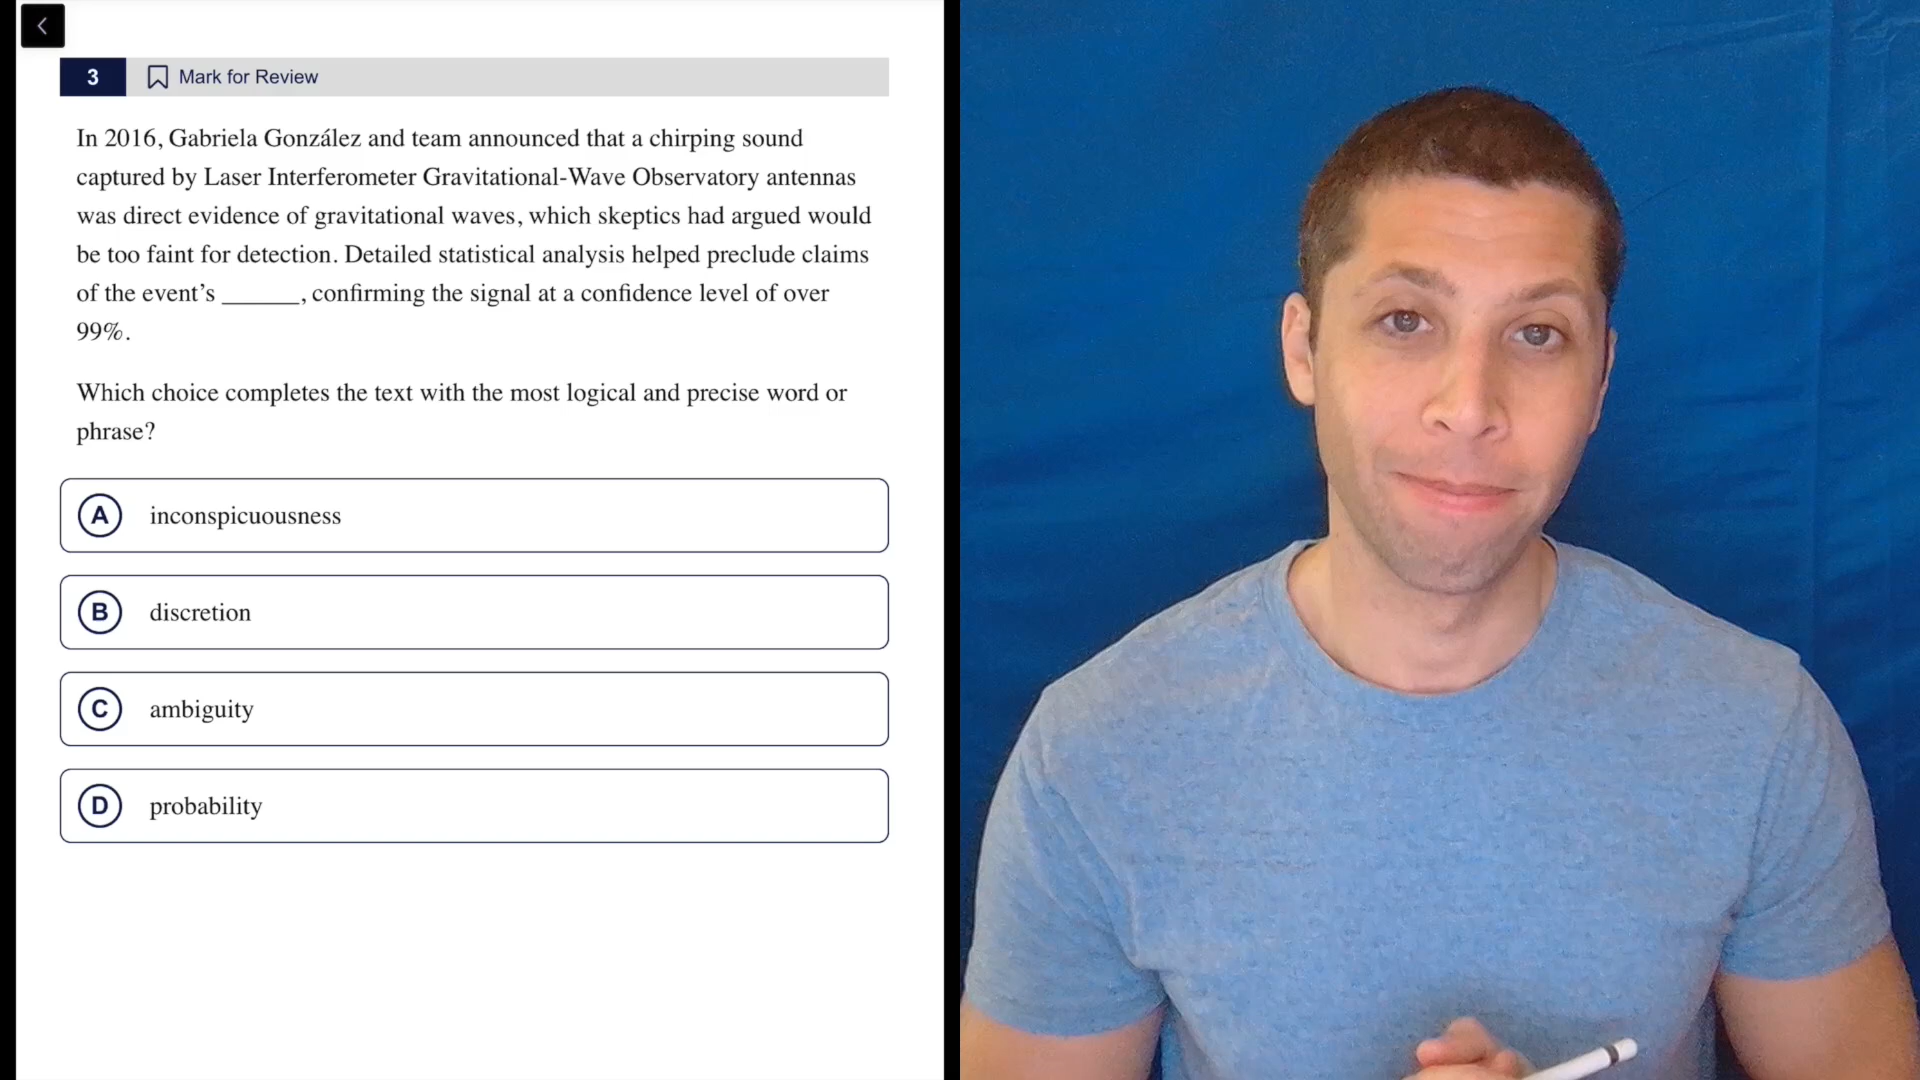 3 Mark for Review
In 2016, Gabriela González and team announced that a chirping sound
captured by Laser Interferometer Gravitational-Wave Observatory antennas
was direct evidence of gravitational waves, which skeptics had argued would
be too faint for detection. Detailed statistical analysis helped preclude claims
of the event’s ______, confirming the signal at a confidence level of over
99%.
Which choice completes the text with the most logical and precise word or
phrase?
A inconspicuousness
B discretion
C ambiguity
D probability